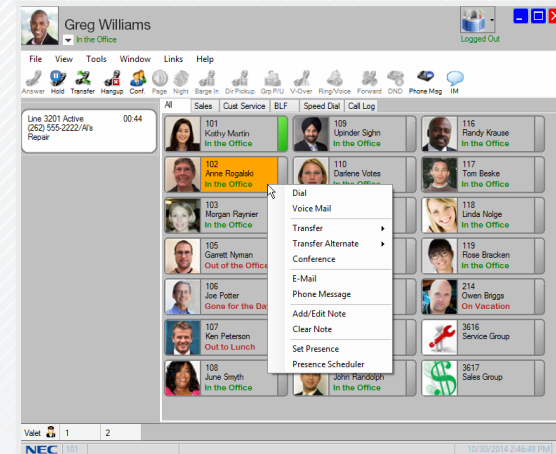 Greg Williams
In the Office
Logged Out
File View Tools Window Links Help
Answer Hold Transfer Hangup Conf. Page Night Barge In Dir Pickup Grp P/U V-Over Ring/Voice Forward DND Phone Msg IM
All Sales Cust Service BLF Speed Dial Call Log
Line 3201 Active 00:44
(262) 555-2222/Al's
Repair
101
Kathy Martin
In the Office
109
Upinder Sighn
In the Office
116
Randy Krause
In the Office
102
Anne Rogalski
In the Office
110
Darlene Votes
In the Office
117
Tom Beske
In the Office
103
Morgan Raynier
In the Office
118
Linda Nolge
In the Office
105
Garrett Nyman
Out of the Office
119
Rose Bracken
In the Office
106
Joe Potter
Gone for the Da
214
Owen Briggs
On Vacation
107
Ken Peterson
Out to Lunch
3616
Service Group
108
June Smyth
In the Office
John Randolph
In the Office
3617
Sales Group
Dial
Voice Mail
Transfer
Transfer Alternate
Conference
E-Mail
Phone Message
Add/Edit Note
Clear Note
Set Presence
Presence Scheduler
Valet 1 2
NEC 101 10/30/2014 2:46:49 PM